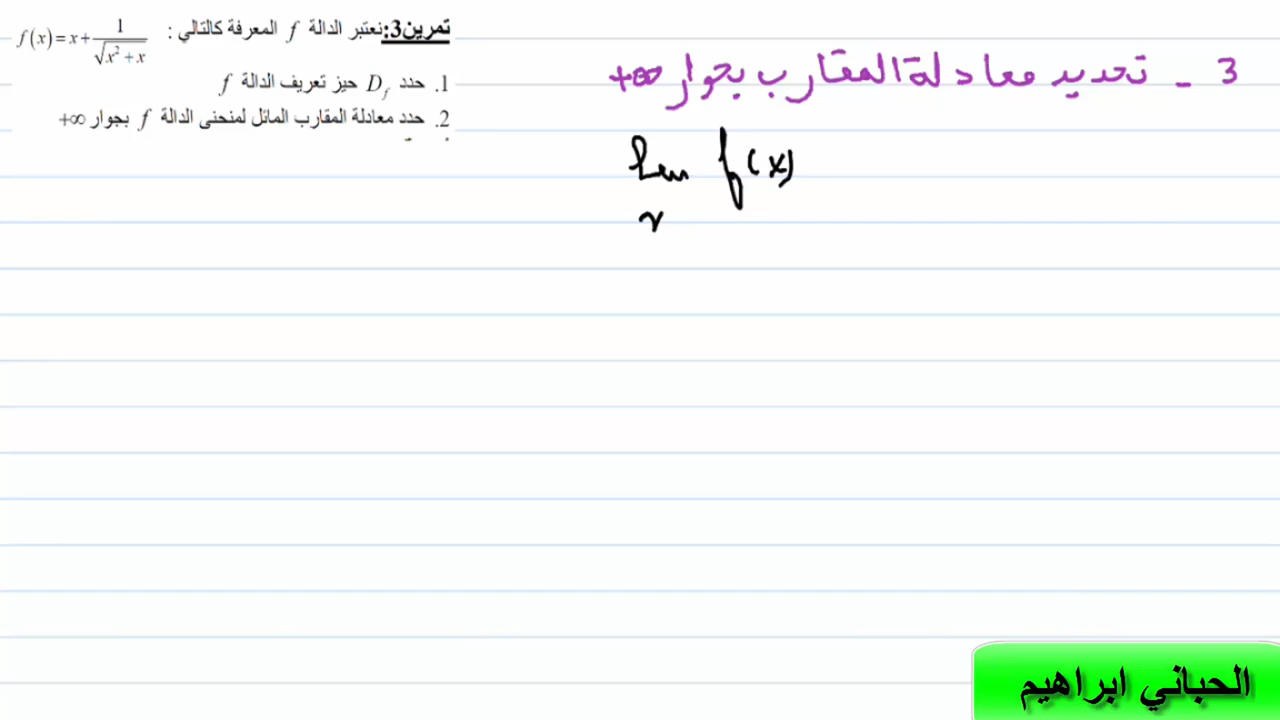 تمرين3: نعتبر الدالة f المعرفة كالتالي : f(x)=x+1/√(x²+x)
1. حدد D_f حيز تعريف الدالة f
2. حدد معادلة المقارب المائل لمنحنى الدالة f بجوار +∞
3 - تحديد معادلة المقارب بجوار +∞
lim f(x)
x
الحباني ابراهيم